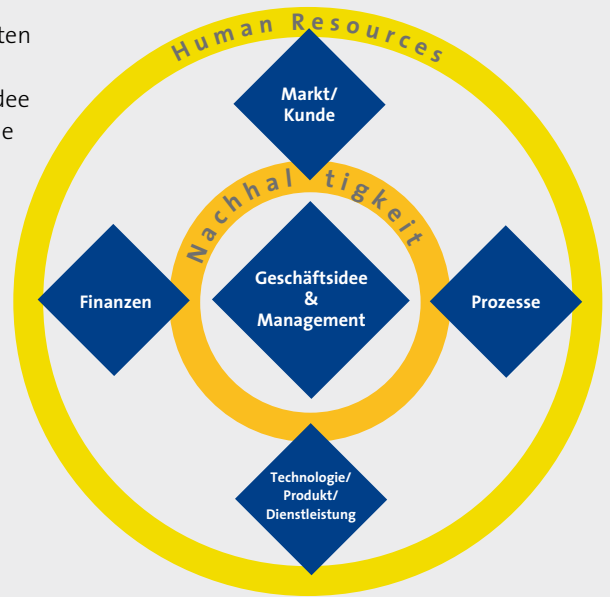 Human Resources
Markt/
Kunde
Nachhaltigkeit
Finanzen
Geschäftsidee
&
Management
Prozesse
Technologie/
Produkt/
Dienstleistung